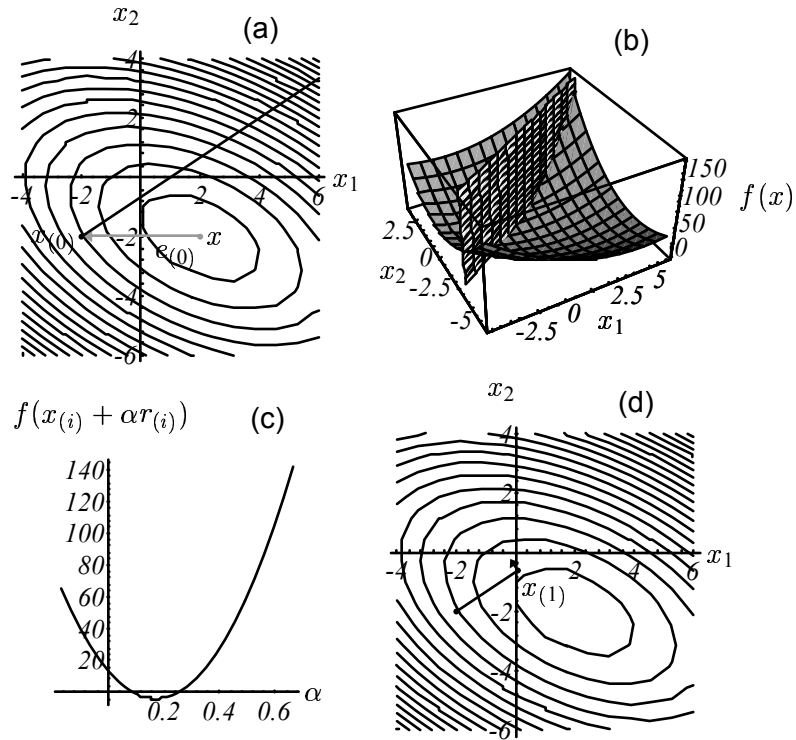 (a)
x2
4
2
-4 -2 2 4 6 x1
x(0) -2 e(0) x
-4
-6
(b)
150
100
50
0
f(x)
2.5
0
-2.5
-5
x2
-2.5
0
2.5
5
x1
(c)
f(x(i) + αr(i))
140
120
100
80
60
40
20
0.2 0.4 0.6 α
(d)
x2
4
2
-4 -2 2 4 6 x1
x(1)
-2
-4
-6